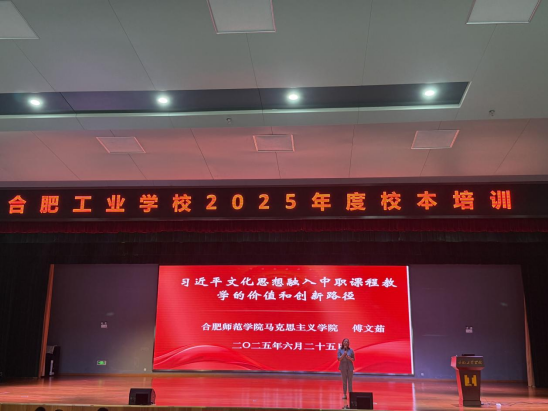 合肥工业学校2025年度校本培训
习近平文化思想融入中职课程教
学的价值和创新路径
合肥师范学院马克思主义学院 傅文茹
二〇二五年六月二十五日